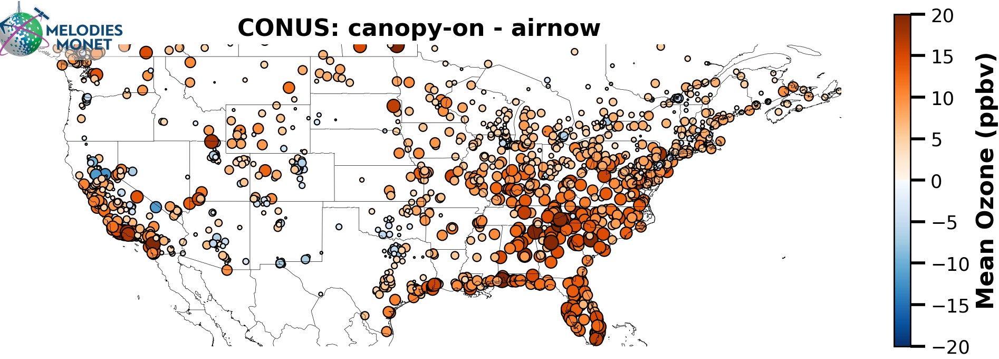 MELODIES
MONET
CONUS: canopy-on - airnow
20
15
10
5
0
−5
−10
−15
−20
Mean Ozone (ppbv)